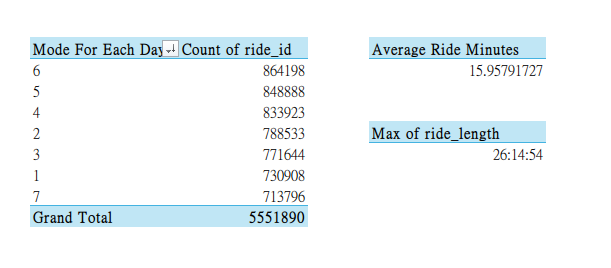 Mode For Each Day Count of ride_id
6 864198
5 848888
4 833923
2 788533
3 771644
1 730908
7 713796
Grand Total 5551890
Average Ride Minutes
15.95791727
Max of ride_length
26:14:54